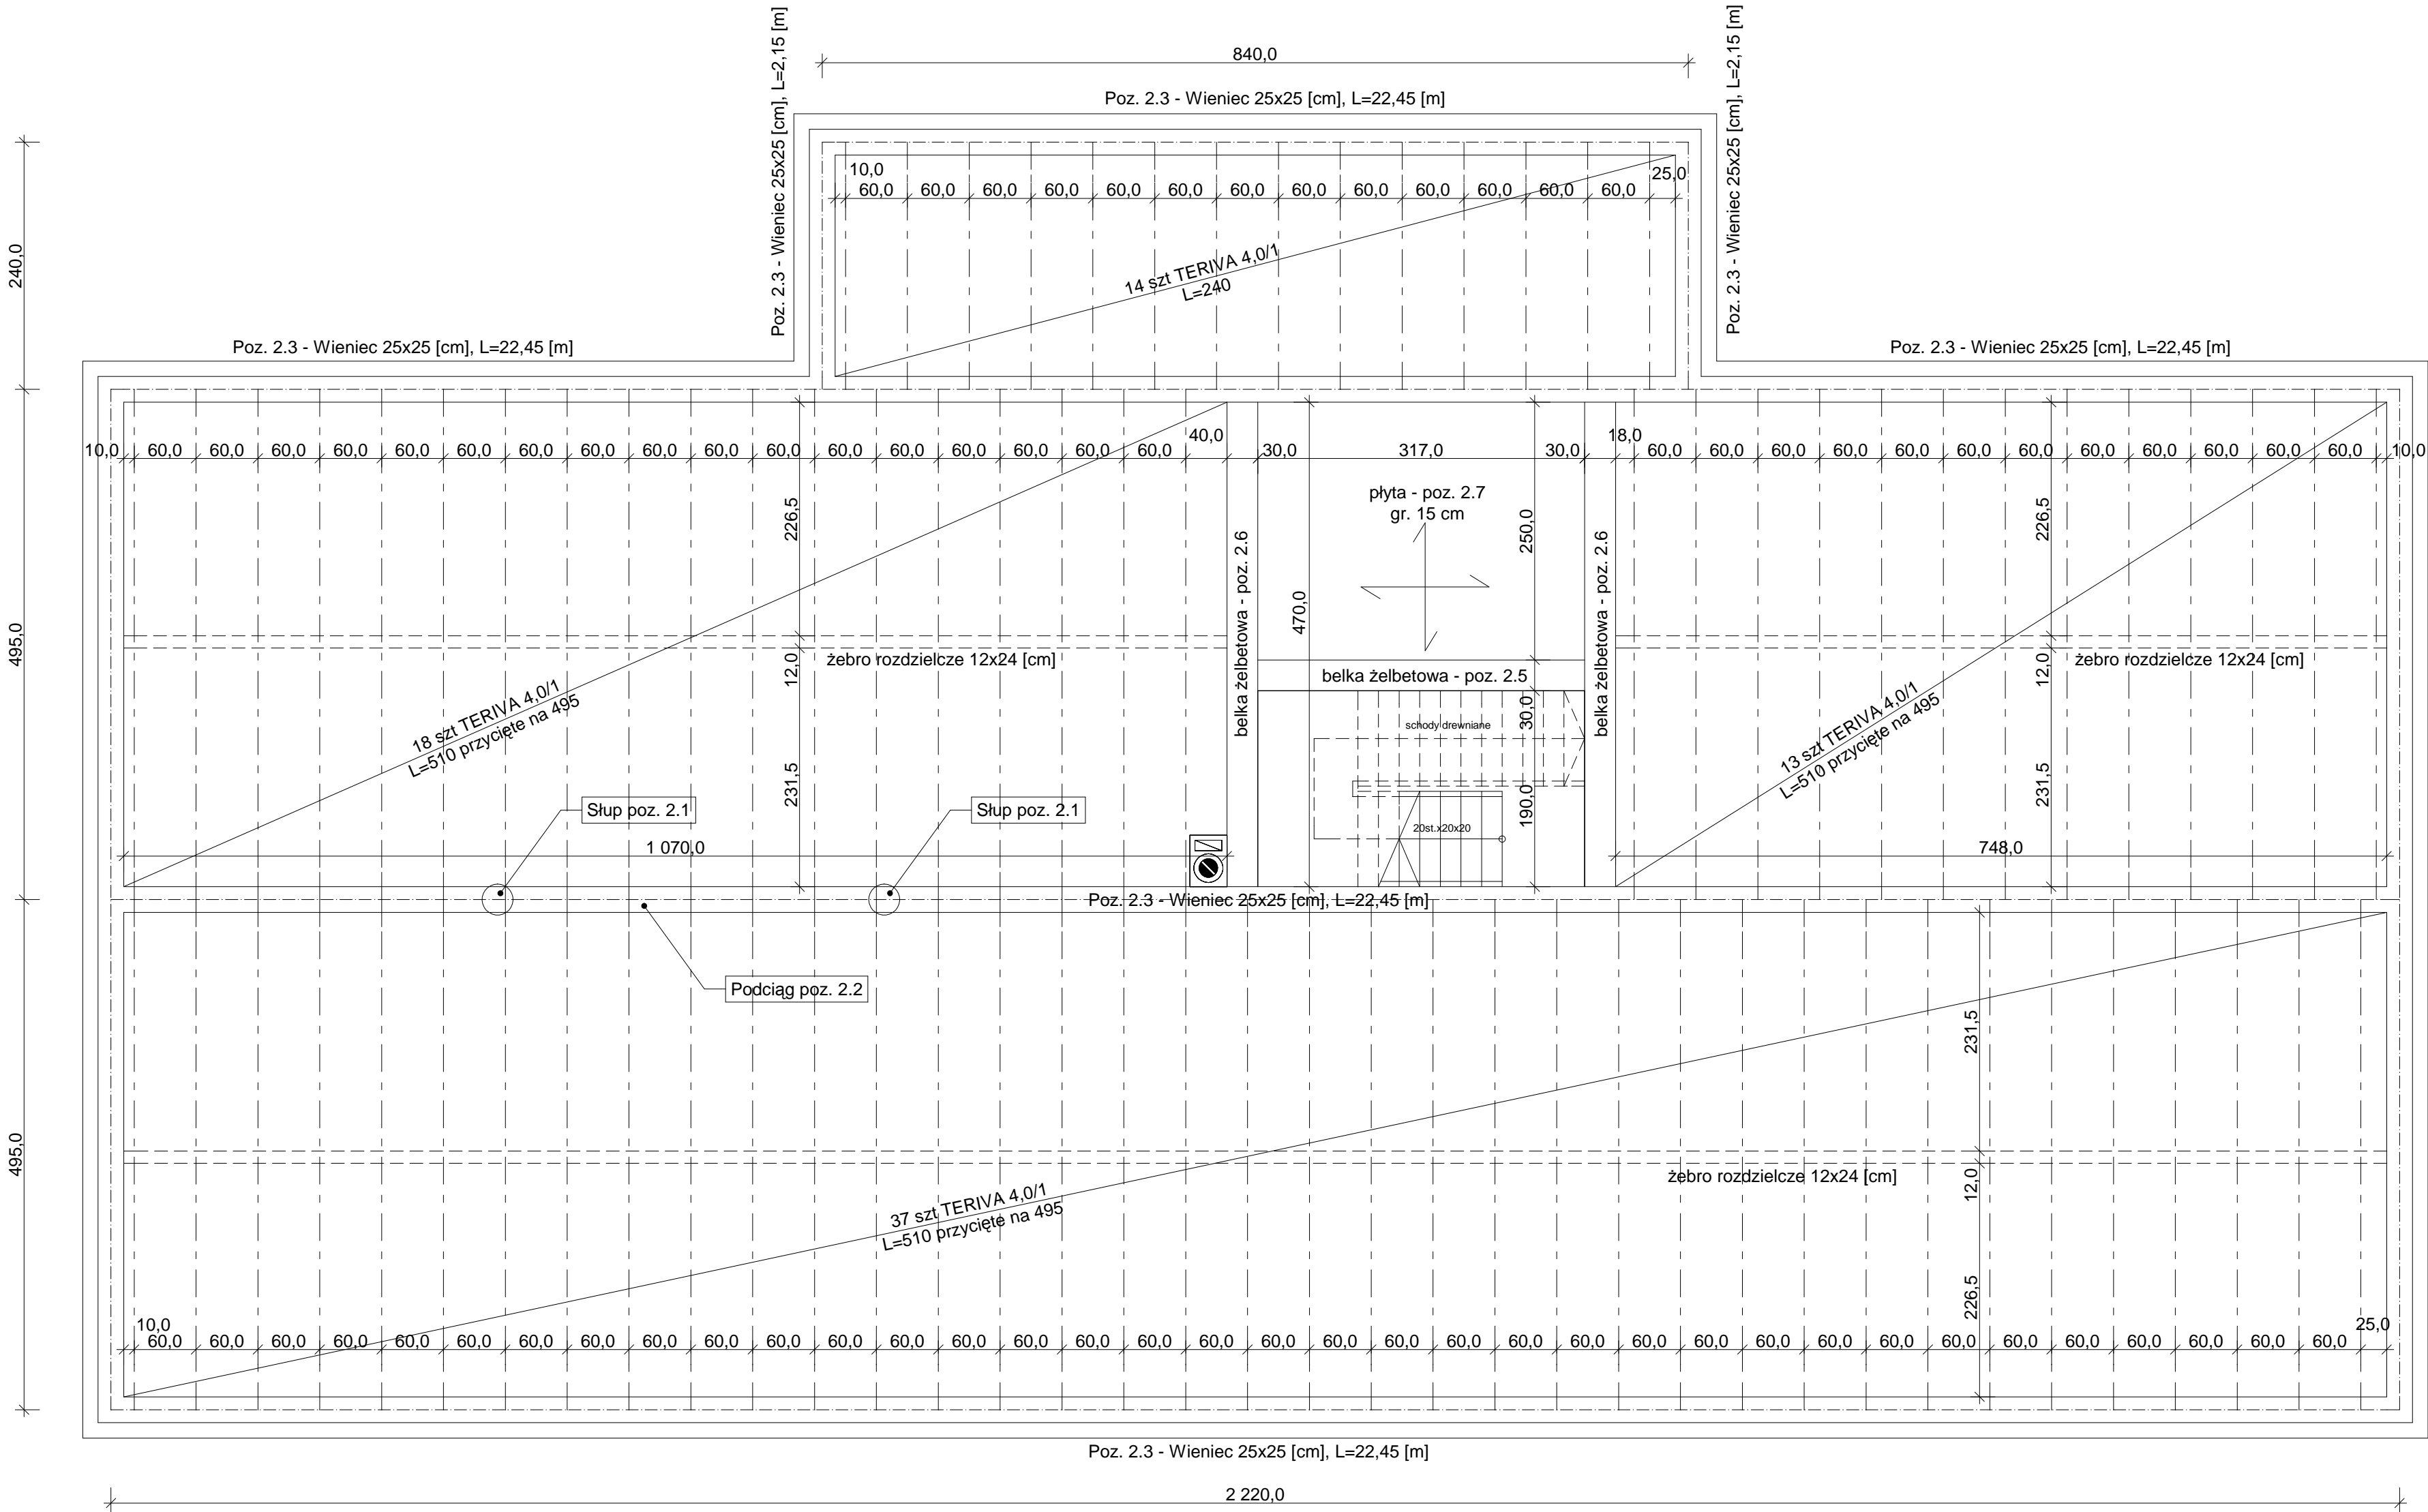 840,0
Poz. 2.3 - Wieniec 25x25 [cm], L=2,15 [m]
Poz. 2.3 - Wieniec 25x25 [cm], L=22,45 [m]
Poz. 2.3 - Wieniec 25x25 [cm], L=2,15 [m]
240,0
10,0
25,0
60,0 60,0 60,0 60,0 60,0 60,0 60,0 60,0 60,0 60,0 60,0 60,0 60,0
14 szt TERIVA 4,0/1
L=240
Poz. 2.3 - Wieniec 25x25 [cm], L=22,45 [m]
Poz. 2.3 - Wieniec 25x25 [cm], L=22,45 [m]
495,0
10,0 60,0 60,0 60,0 60,0 60,0 60,0 60,0 60,0 60,0 60,0 60,0 60,0 60,0 60,0 60,0 60,0 60,0 40,0 30,0 317,0 30,0 18,0 60,0 60,0 60,0 60,0 60,0 60,0 60,0 60,0 60,0 60,0 60,0 60,0 10,0
226,5
12,0
231,5
żebro rozdzielcze 12x24 [cm]
18 szt TERIVA 4,0/1
L=510 przycięte na 495
Słup poz. 2.1
Słup poz. 2.1
1 070,0
belka żelbetowa - poz. 2.6
470,0
płyta - poz. 2.7
gr. 15 cm
250,0
belka żelbetowa - poz. 2.5
30,0
schody drewniane
190,0
20st.x20x20
belka żelbetowa - poz. 2.6
226,5
12,0
231,5
żebro rozdzielcze 12x24 [cm]
13 szt TERIVA 4,0/1
L=510 przycięte na 495
748,0
Poz. 2.3 - Wieniec 25x25 [cm], L=22,45 [m]
Podciąg poz. 2.2
495,0
231,5
12,0
226,5
żebro rozdzielcze 12x24 [cm]
37 szt TERIVA 4,0/1
L=510 przycięte na 495
10,0
25,0
60,0 60,0 60,0 60,0 60,0 60,0 60,0 60,0 60,0 60,0 60,0 60,0 60,0 60,0 60,0 60,0 60,0 60,0 60,0 60,0 60,0 60,0 60,0 60,0 60,0 60,0 60,0 60,0 60,0 60,0 60,0 60,0 60,0 60,0 60,0 60,0
Poz. 2.3 - Wieniec 25x25 [cm], L=22,45 [m]
2 220,0